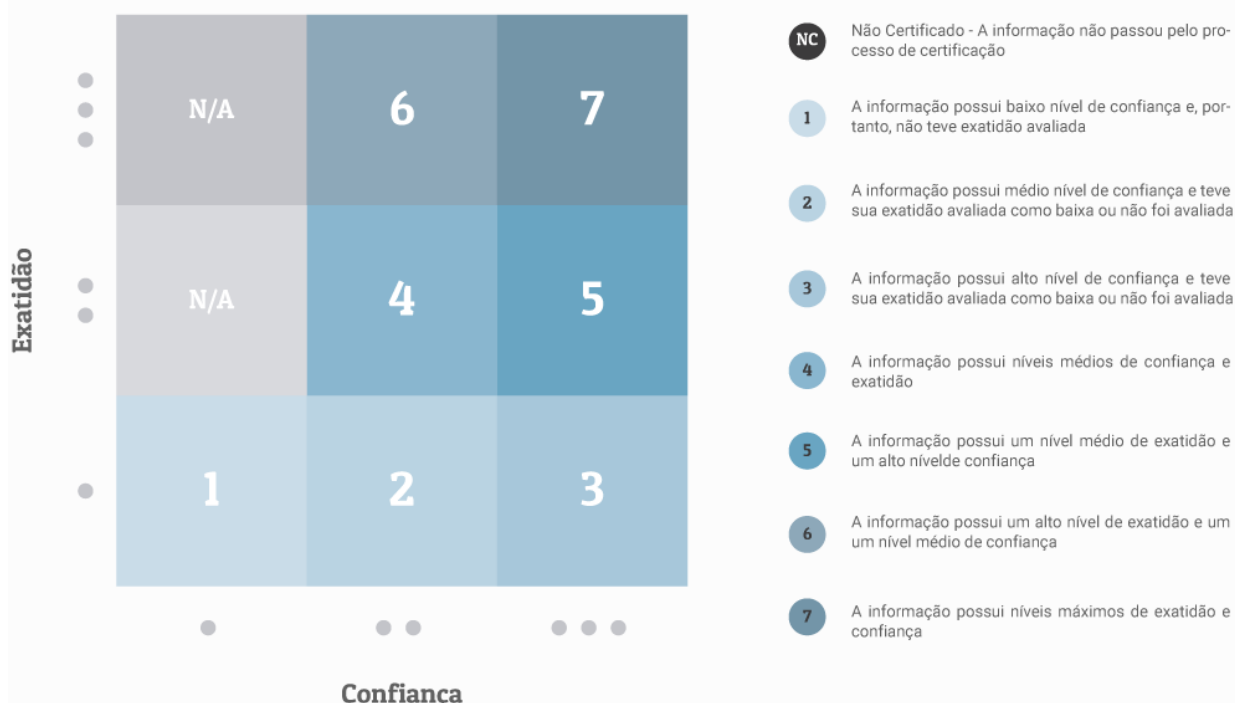 N/A
6
7
N/A
4
5
1
2
3
Exatidão
Confiança
NC
Não Certificado - A informação não passou pelo pro-
cesso de certificação
1
A informação possui baixo nível de confiança e, por-
tanto, não teve exatidão avaliada
2
A informação possui médio nível de confiança e teve
sua exatidão avaliada como baixa ou não foi avaliada
3
A informação possui alto nível de confiança e teve
sua exatidão avaliada como baixa ou não foi avaliada
4
A informação possui níveis médios de confiança e
exatidão
5
A informação possui um nível médio de exatidão e
um alto nívelde confiança
6
A informação possui um alto nível de exatidão e um
um nível médio de confiança
7
A informação possui níveis máximos de exatidão e
confiança